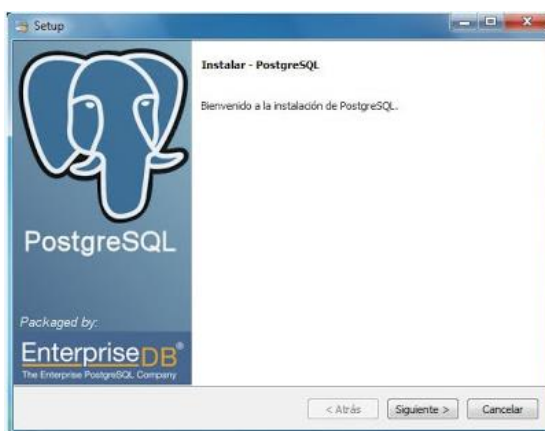 Setup
Instalar - PostgreSQL
Bienvenido a la instalación de PostgreSQL.
PostgreSQL
Packaged by:
EnterpriseDB®
The Enterprise PostgreSQL Company
< Atrás
Siguiente >
Cancelar